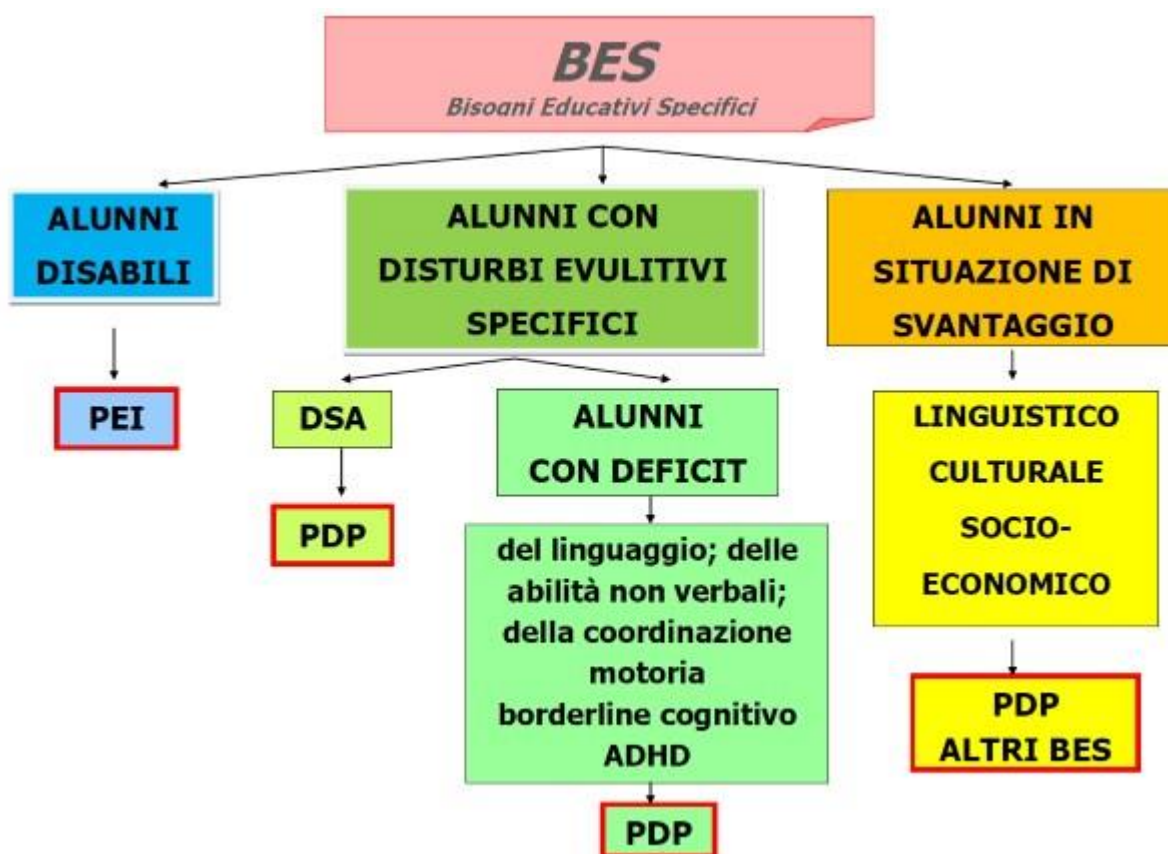 BES
Bisogni Educativi Specifici
ALUNNI
DISABILI
PEI
ALUNNI CON
DISTURBI EVULITIVI
SPECIFICI
DSA
PDP
ALUNNI
CON DEFICIT
del linguaggio; delle
abilità non verbali;
della coordinazione
motoria
borderline cognitivo
ADHD
PDP
ALUNNI IN
SITUAZIONE DI
SVANTAGGIO
LINGUISTICO
CULTURALE
SOCIO-
ECONOMICO
PDP
ALTRI BES